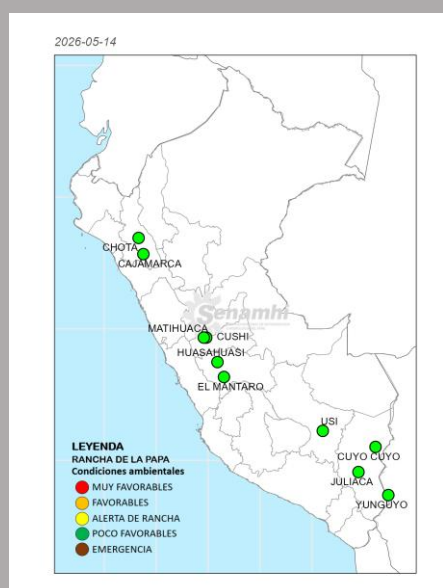 2026-05-14
CHOTA
CAJAMARCA
Senamhi
MATIHUACA
CUSHI
HUASAHUASI
EL MANTARO
USI
CUYO CUYO
JULIACA
YUNGUYO
LEYENDA
RANCHA DE LA PAPA
Condiciones ambientales
MUY FAVORABLES
FAVORABLES
ALERTA DE RANCHA
POCO FAVORABLES
EMERGENCIA